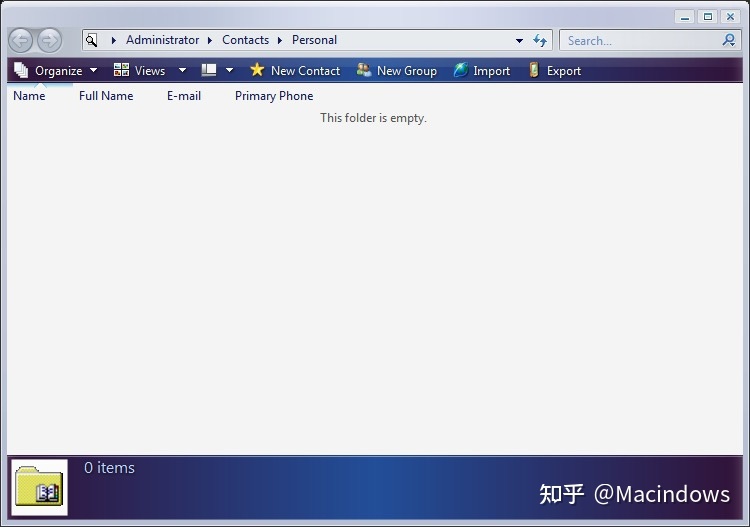 Administrator Contacts Personal Search...
Organize Views New Contact New Group Import Export
Name Full Name E-mail Primary Phone
This folder is empty.
0 items
知乎 @Macindows